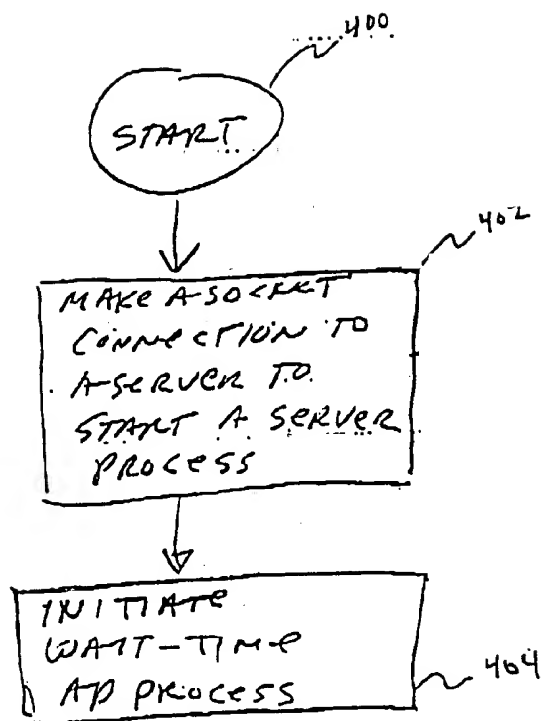 400
START
402
MAKE A SOCKET
CONNECTION TO
A SERVER TO
START A SERVER
PROCESS
INITIATE
WAIT-TIME
AD PROCESS
404